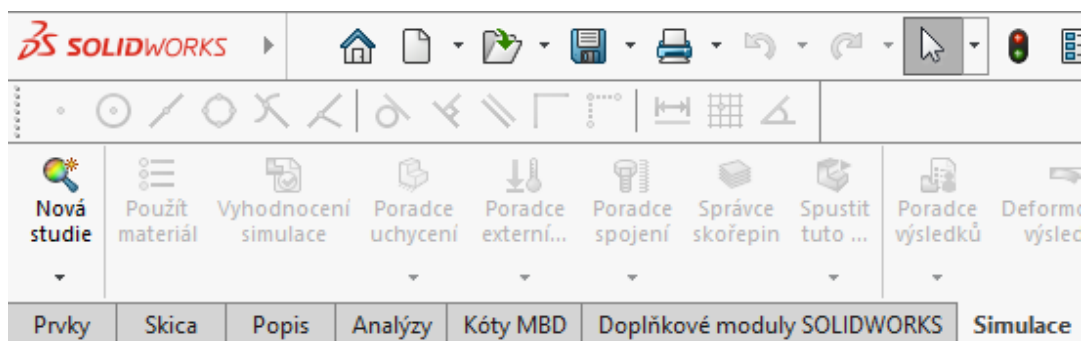 SOLIDWORKS
Nová studie
Použít materiál
Vyhodnocení simulace
Poradce uchycení
Poradce externí...
Poradce spojení
Správce skořepin
Spustit tuto ...
Poradce výsledků
Prvky
Skica
Popis
Analýzy
Kóty MBD
Doplňkové moduly SOLIDWORKS
Simulace